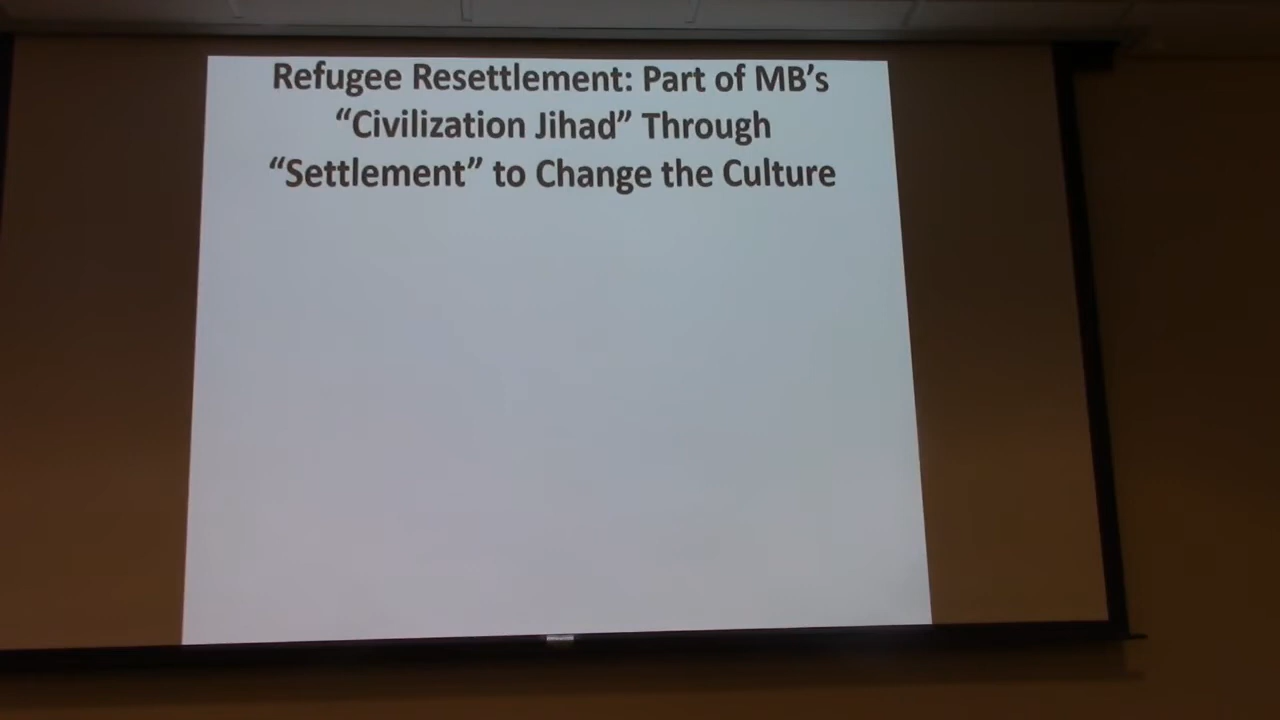 Refugee Resettlement: Part of MB’s
“Civilization Jihad” Through
“Settlement” to Change the Culture